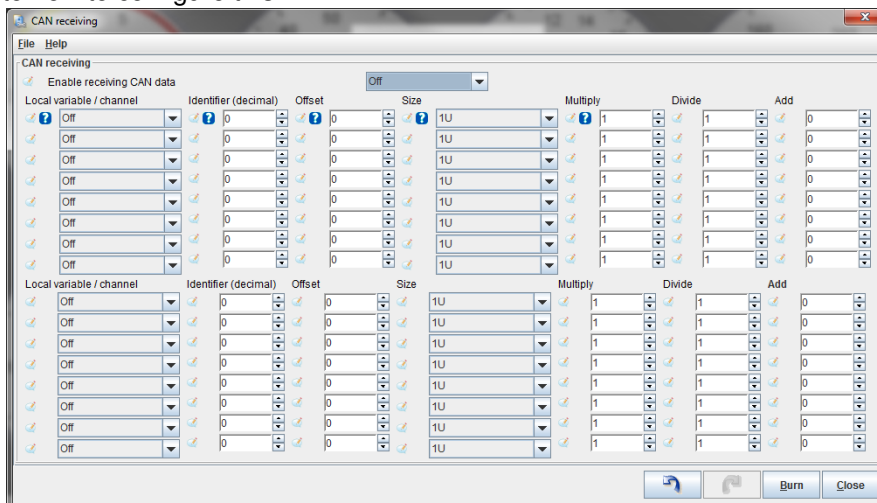 CAN receiving
File Help
CAN receiving
Enable receiving CAN data Off
Local variable / channel Identifier (decimal) Offset Size Multiply Divide Add
Off 0 0 1U 1 1 0
Off 0 0 1U 1 1 0
Off 0 0 1U 1 1 0
Off 0 0 1U 1 1 0
Off 0 0 1U 1 1 0
Off 0 0 1U 1 1 0
Off 0 0 1U 1 1 0
Off 0 0 1U 1 1 0
Local variable / channel Identifier (decimal) Offset Size Multiply Divide Add
Off 0 0 1U 1 1 0
Off 0 0 1U 1 1 0
Off 0 0 1U 1 1 0
Off 0 0 1U 1 1 0
Off 0 0 1U 1 1 0
Off 0 0 1U 1 1 0
Off 0 0 1U 1 1 0
Off 0 0 1U 1 1 0
Burn Close